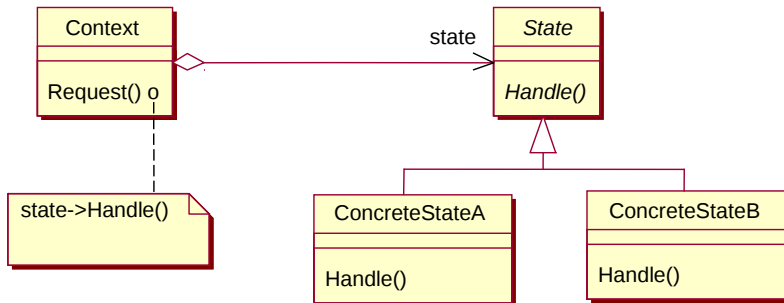 Context
state
State
Request() o
Handle()
state->Handle()
ConcreteStateA
ConcreteStateB
Handle()
Handle()